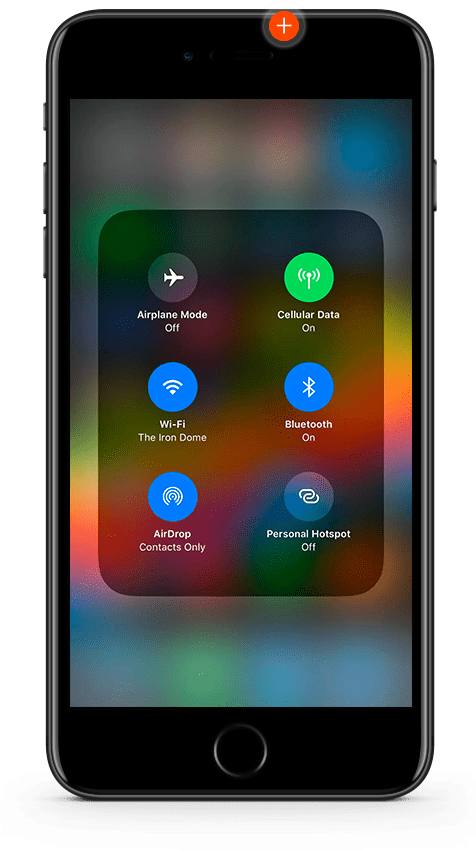 Airplane Mode
Off
Cellular Data
On
Wi-Fi
The Iron Dome
Bluetooth
On
AirDrop
Contacts Only
Personal Hotspot
Off